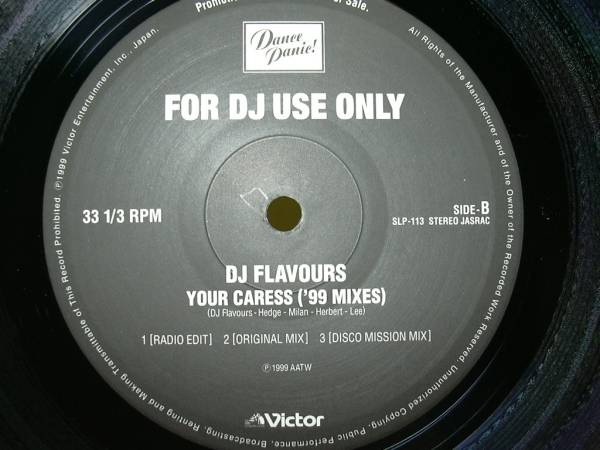 Dance
Panic!
FOR DJ USE ONLY
33 1/3 RPM
SIDE-B
SLP-113 STEREO JASRAC
DJ FLAVOURS
YOUR CARESS ('99 MIXES)
(DJ Flavours - Hedge - Milan - Herbert - Lee)
1 [RADIO EDIT] 2 [ORIGINAL MIX] 3 [DISCO MISSION MIX]
Ⓟ1999 AATW
Victor
All Rights of the Manufacturer and of the Owner of the Recorded Work Reserved. Unauthorized Copying, Public Performance, Broadcasting, Renting and Making Transmittable of This Record Prohibited. Ⓟ1999 Victor Entertainment, Inc., Japan.
Sale.